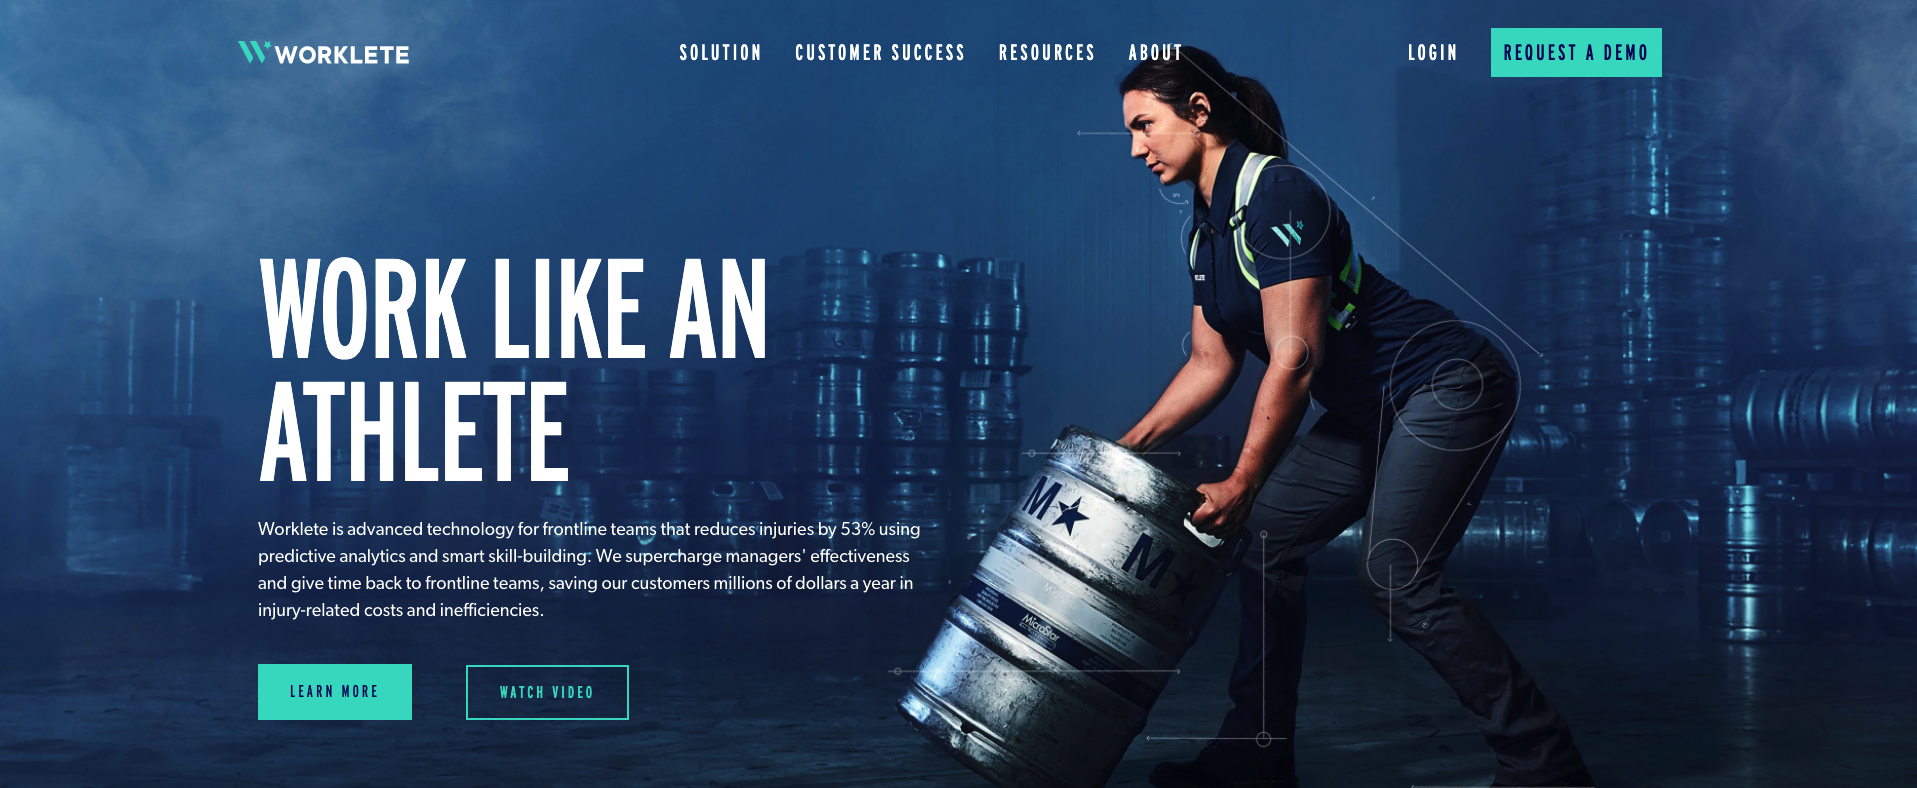 WORKLETE
SOLUTION
CUSTOMER SUCCESS
RESOURCES
ABOUT
LOGIN
REQUEST A DEMO
WORK LIKE AN
ATHLETE
Worklete is advanced technology for frontline teams that reduces injuries by 53% using
predictive analytics and smart skill-building. We supercharge managers' effectiveness
and give time back to frontline teams, saving our customers millions of dollars a year in
injury-related costs and inefficiencies.
LEARN MORE
WATCH VIDEO
M★
M★
MicroStar